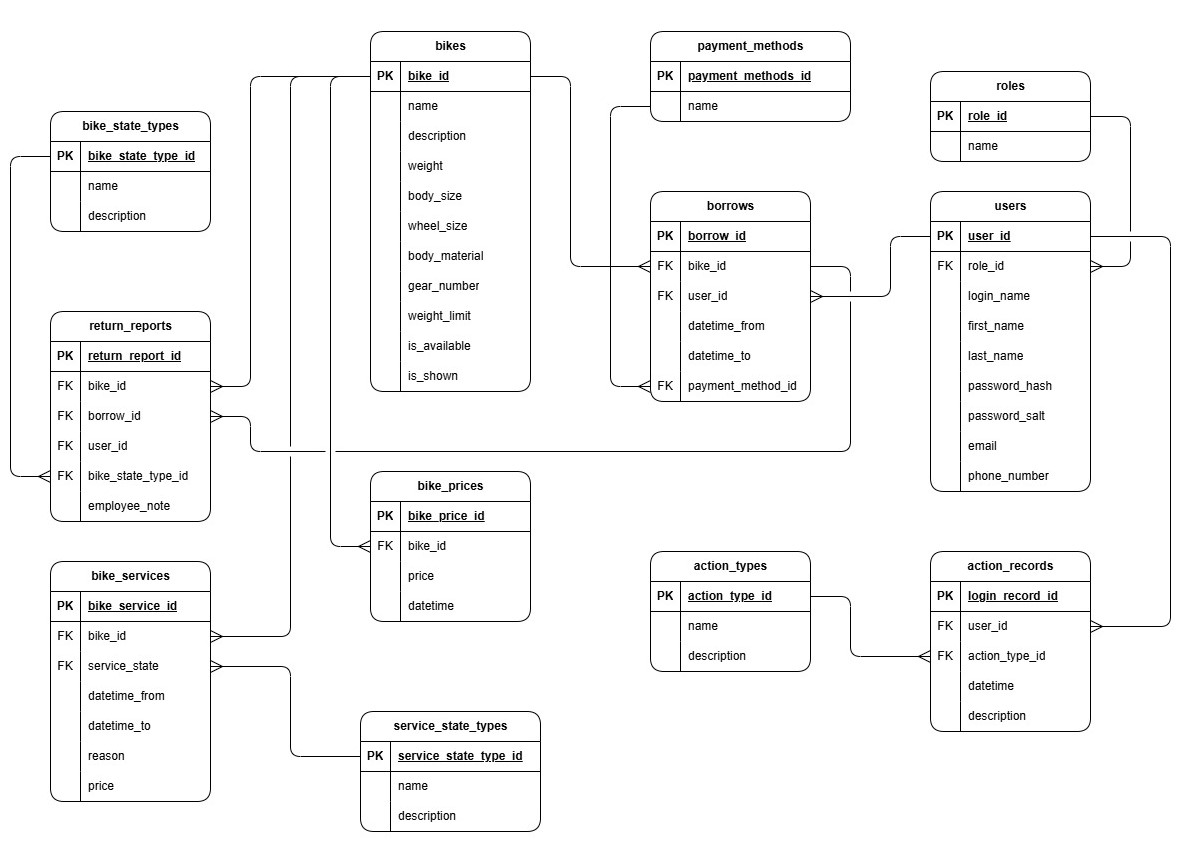 bikes
PK bike_id
name
description
weight
body_size
wheel_size
body_material
gear_number
weight_limit
is_available
is_shown
payment_methods
PK payment_methods_id
name
roles
PK role_id
name
bike_state_types
PK bike_state_type_id
name
description
borrows
PK borrow_id
FK bike_id
FK user_id
datetime_from
datetime_to
FK payment_method_id
users
PK user_id
FK role_id
login_name
first_name
last_name
password_hash
password_salt
email
phone_number
return_reports
PK return_report_id
FK bike_id
FK borrow_id
FK user_id
FK bike_state_type_id
employee_note
bike_prices
PK bike_price_id
FK bike_id
price
datetime
bike_services
PK bike_service_id
FK bike_id
FK service_state
datetime_from
datetime_to
reason
price
action_types
PK action_type_id
name
description
action_records
PK login_record_id
FK user_id
FK action_type_id
datetime
description
service_state_types
PK service_state_type_id
name
description